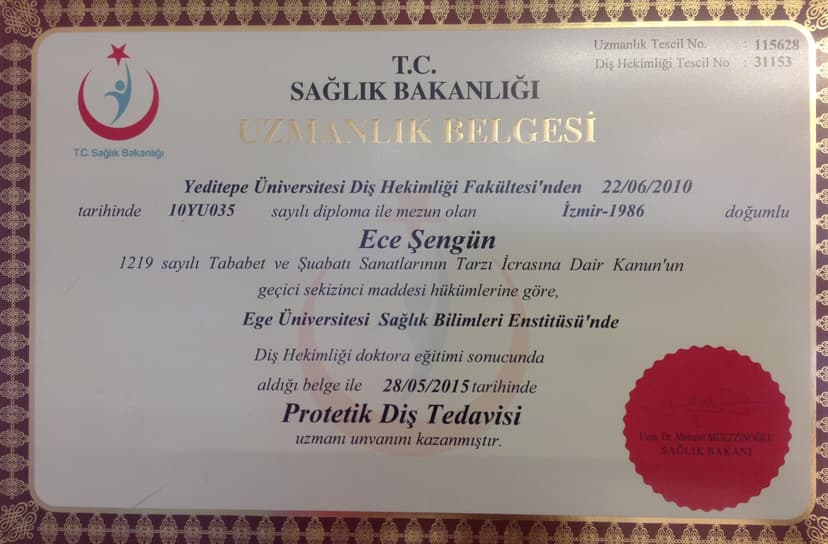 Uzmanlık Tescil No. : 115628
Diş Hekimliği Tescil No : 31153
T.C. Sağlık Bakanlığı
T.C.
SAĞLIK BAKANLIĞI
UZMANLIK BELGESİ
Yeditepe Üniversitesi Diş Hekimliği Fakültesi'nden 22/06/2010
tarihinde 10YU035 sayılı diploma ile mezun olan İzmir-1986 doğumlu
Ece Şengün
1219 sayılı Tababet ve Şuabatı Sanatlarının Tarzı İcrasına Dair Kanun'un
geçici sekizinci maddesi hükümlerine göre,
Ege Üniversitesi Sağlık Bilimleri Enstitüsü'nde
Diş Hekimliği doktora eğitimi sonucunda
aldığı belge ile 28/05/2015 tarihinde
Protetik Diş Tedavisi
uzmanı unvanını kazanmıştır.
Dr. Mehmet MÜEZZİNOĞLU
SAĞLIK BAKANI